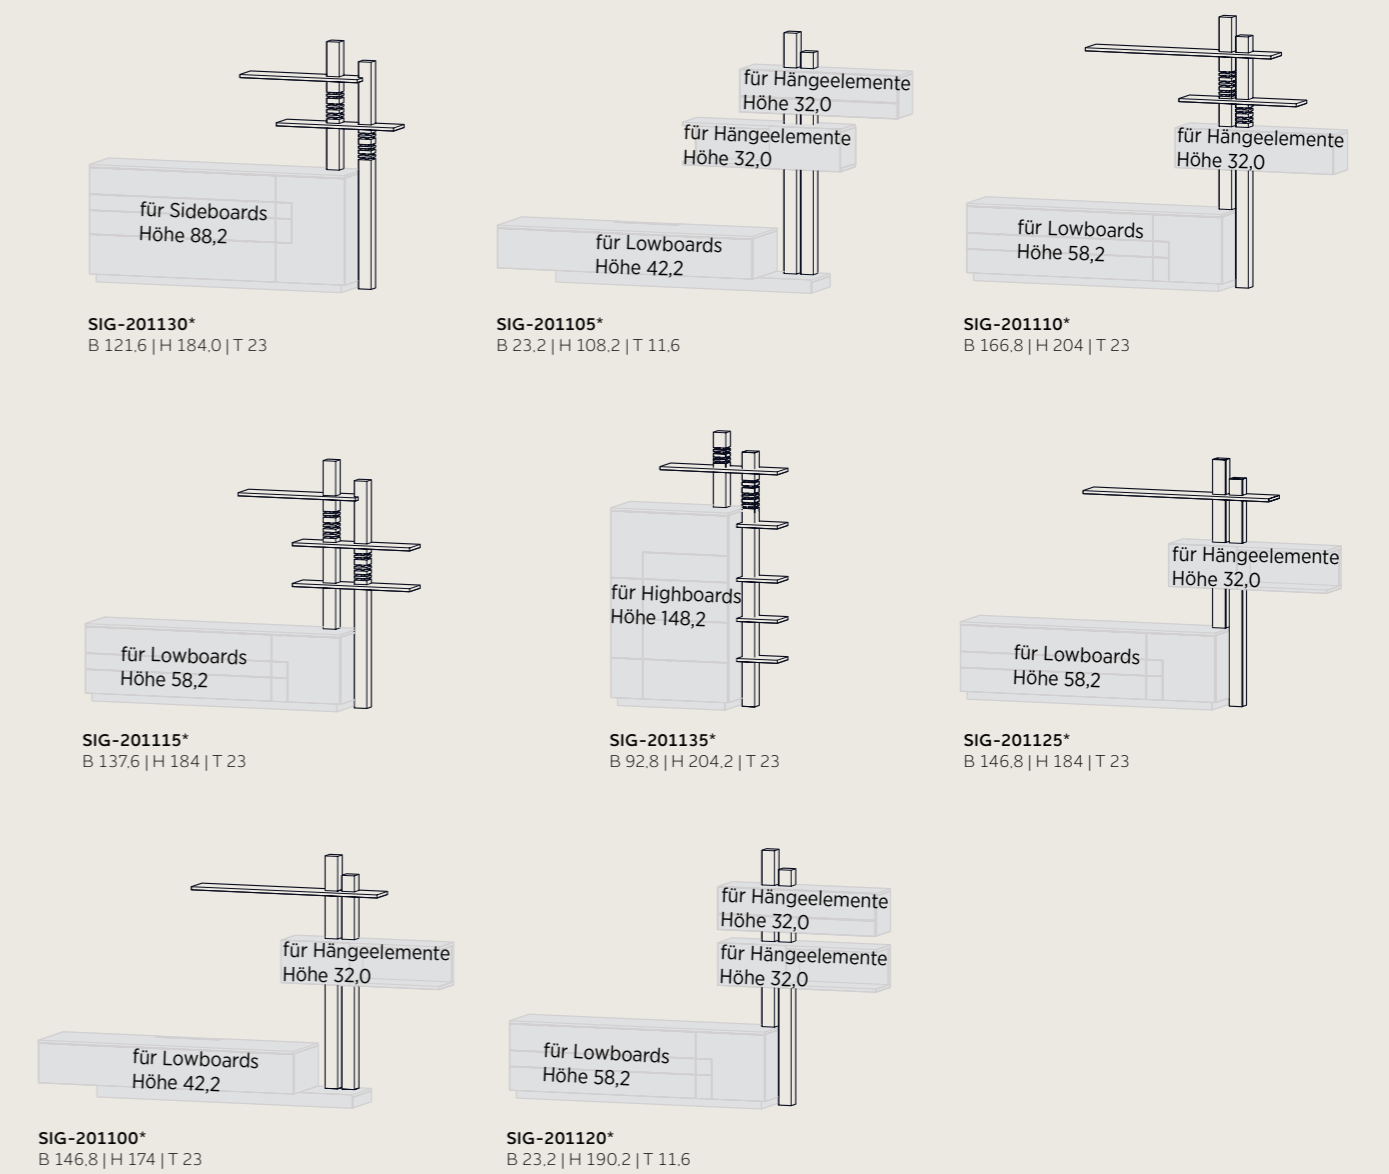 für Sideboards
Höhe 88,2
SIG-201130*
B 121,6 | H 184,0 | T 23
für Hängeelemente
Höhe 32,0
für Hängeelemente
Höhe 32,0
für Lowboards
Höhe 42,2
SIG-201105*
B 23,2 | H 108,2 | T 11,6
für Hängeelemente
Höhe 32,0
für Lowboards
Höhe 58,2
SIG-201110*
B 166,8 | H 204 | T 23
für Lowboards
Höhe 58,2
SIG-201115*
B 137,6 | H 184 | T 23
für Highboards
Höhe 148,2
SIG-201135*
B 92,8 | H 204,2 | T 23
für Hängeelemente
Höhe 32,0
für Lowboards
Höhe 58,2
SIG-201125*
B 146,8 | H 184 | T 23
für Hängeelemente
Höhe 32,0
für Lowboards
Höhe 42,2
SIG-201100*
B 146,8 | H 174 | T 23
für Hängeelemente
Höhe 32,0
für Hängeelemente
Höhe 32,0
für Lowboards
Höhe 58,2
SIG-201120*
B 23,2 | H 190,2 | T 11,6